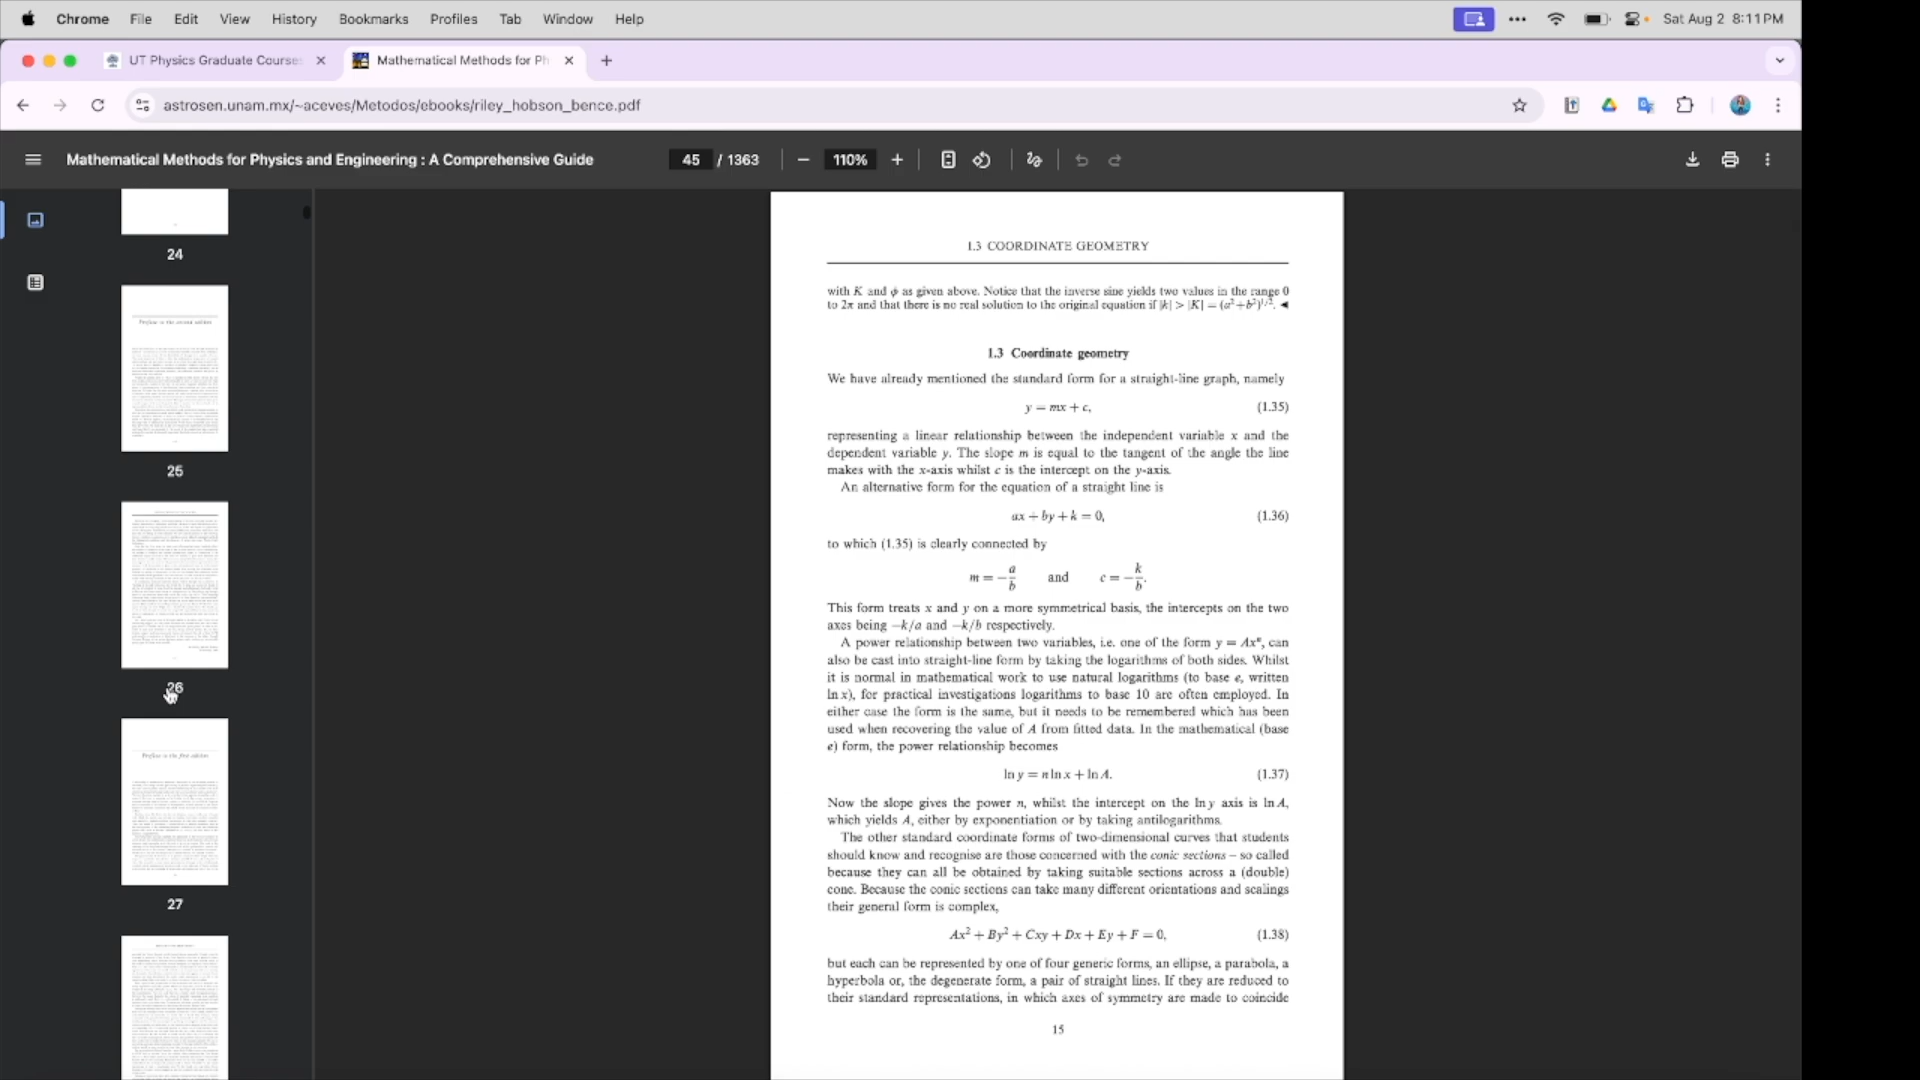 Chrome File Edit View History Bookmarks Profiles Tab Window Help Sat Aug 2 8:11 PM
UT Physics Graduate Course Mathematical Methods for Ph
astrosen.unam.mx/~aceves/Metodos/ebooks/riley_hobson_bence.pdf
Mathematical Methods for Physics and Engineering : A Comprehensive Guide 45 / 1363 110%
24
Preface to the second edition
25
26
Preface to the first edition
27
1.3 COORDINATE GEOMETRY
with K and ϕ as given above. Notice that the inverse sine yields two values in the range 0
to 2π and that there is no real solution to the original equation if |k| > |K| = (a² + b²)^{1/2}. ◀
1.3 Coordinate geometry
We have already mentioned the standard form for a straight-line graph, namely
y = mx + c, (1.35)
representing a linear relationship between the independent variable x and the
dependent variable y. The slope m is equal to the tangent of the angle the line
makes with the x-axis whilst c is the intercept on the y-axis.
An alternative form for the equation of a straight line is
ax + by + k = 0, (1.36)
to which (1.35) is clearly connected by
m = −a/b and c = −k/b.
This form treats x and y on a more symmetrical basis, the intercepts on the two
axes being −k/a and −k/b respectively.
A power relationship between two variables, i.e. one of the form y = Axⁿ, can
also be cast into straight-line form by taking the logarithms of both sides. Whilst
it is normal in mathematical work to use natural logarithms (to base e, written
ln x), for practical investigations logarithms to base 10 are often employed. In
either case the form is the same, but it needs to be remembered which has been
used when recovering the value of A from fitted data. In the mathematical (base
e) form, the power relationship becomes
ln y = n ln x + ln A. (1.37)
Now the slope gives the power n, whilst the intercept on the ln y axis is ln A,
which yields A, either by exponentiation or by taking antilogarithms.
The other standard coordinate forms of two-dimensional curves that students
should know and recognise are those concerned with the conic sections – so called
because they can all be obtained by taking suitable sections across a (double)
cone. Because the conic sections can take many different orientations and scalings
their general form is complex,
Ax² + By² + Cxy + Dx + Ey + F = 0, (1.38)
but each can be represented by one of four generic forms, an ellipse, a parabola, a
hyperbola or, the degenerate form, a pair of straight lines. If they are reduced to
their standard representations, in which axes of symmetry are made to coincide
15